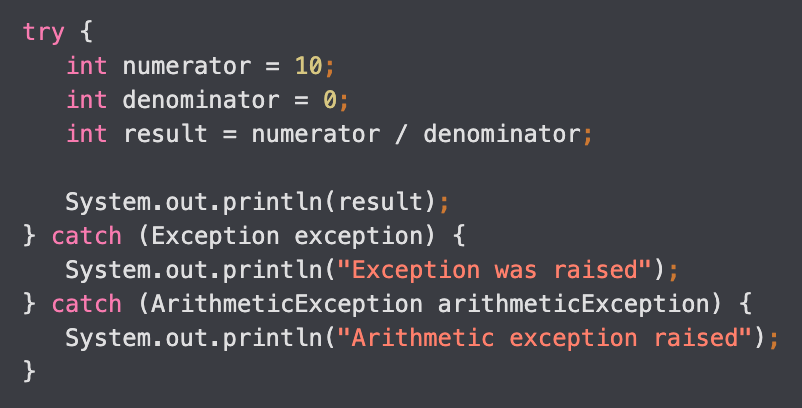 try {
   int numerator = 10;
   int denominator = 0;
   int result = numerator / denominator;

   System.out.println(result);
} catch (Exception exception) {
   System.out.println("Exception was raised");
} catch (ArithmeticException arithmeticException) {
   System.out.println("Arithmetic exception raised");
}